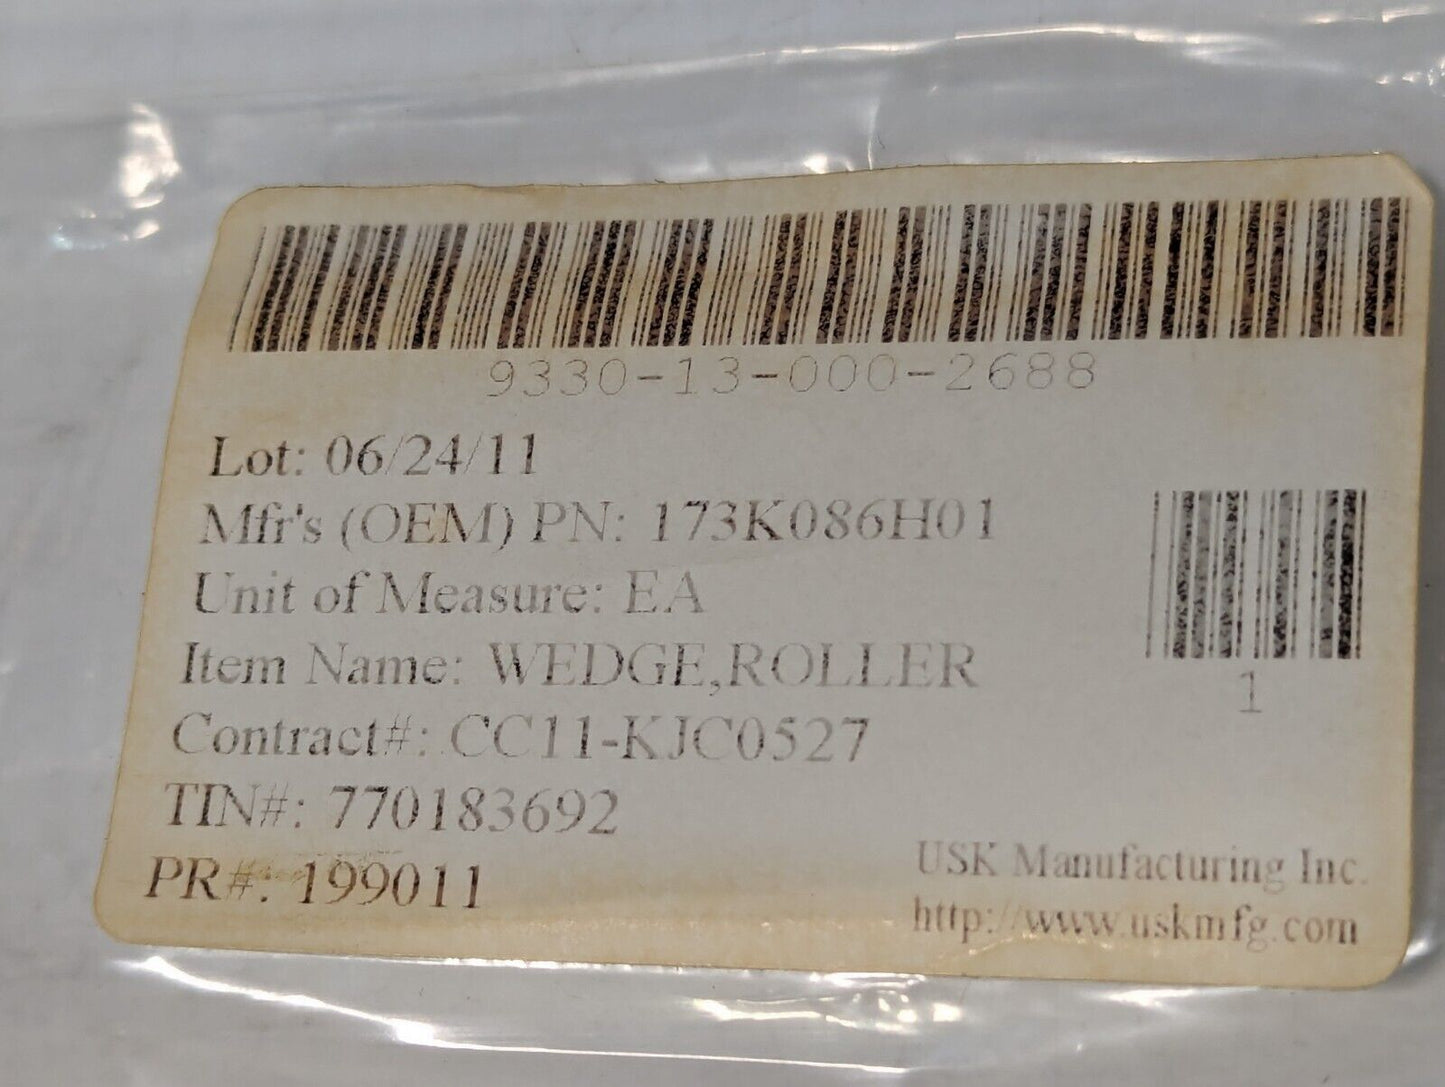 9330-13-000-2688
Lot: 06/24/11
Mfr's (OEM) PN: 173K086H01
Unit of Measure: EA
Item Name: WEDGE,ROLLER
1
Contract#: CC11-KJC0527
TIN#: 770183692
PR#: 199011
USK Manufacturing Inc.
http://www.uskmfg.com